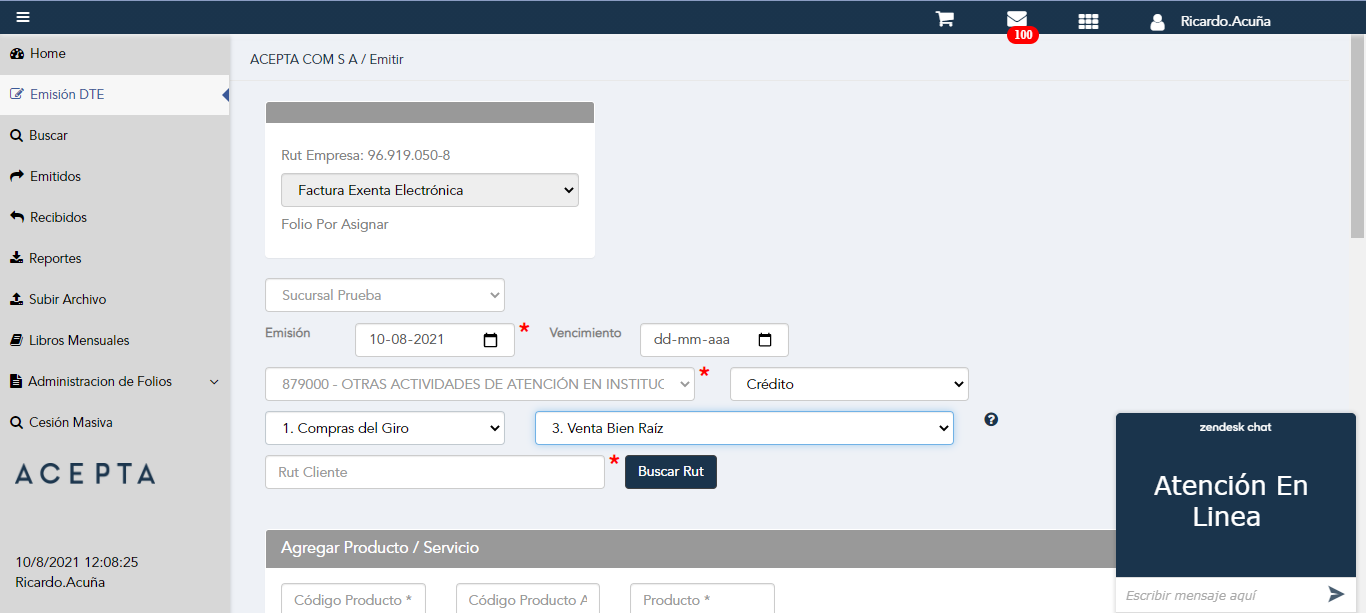 Ricardo.Acuña
100
Home
Emisión DTE
Buscar
Emitidos
Recibidos
Reportes
Subir Archivo
Libros Mensuales
Administracion de Folios
Cesión Masiva
ACEPTA
10/8/2021 12:08:25
Ricardo.Acuña
ACEPTA COM S A / Emitir
Rut Empresa: 96.919.050-8
Factura Exenta Electrónica
Folio Por Asignar
Sucursal Prueba
Emisión 10-08-2021 * Vencimiento dd-mm-aaa
879000 - OTRAS ACTIVIDADES DE ATENCIÓN EN INSTITUC * Crédito
1. Compras del Giro 3. Venta Bien Raíz ?
Rut Cliente * Buscar Rut
Agregar Producto / Servicio
Código Producto * Código Producto A Producto *
zendesk chat
Atención En
Linea
Escribir mensaje aquí